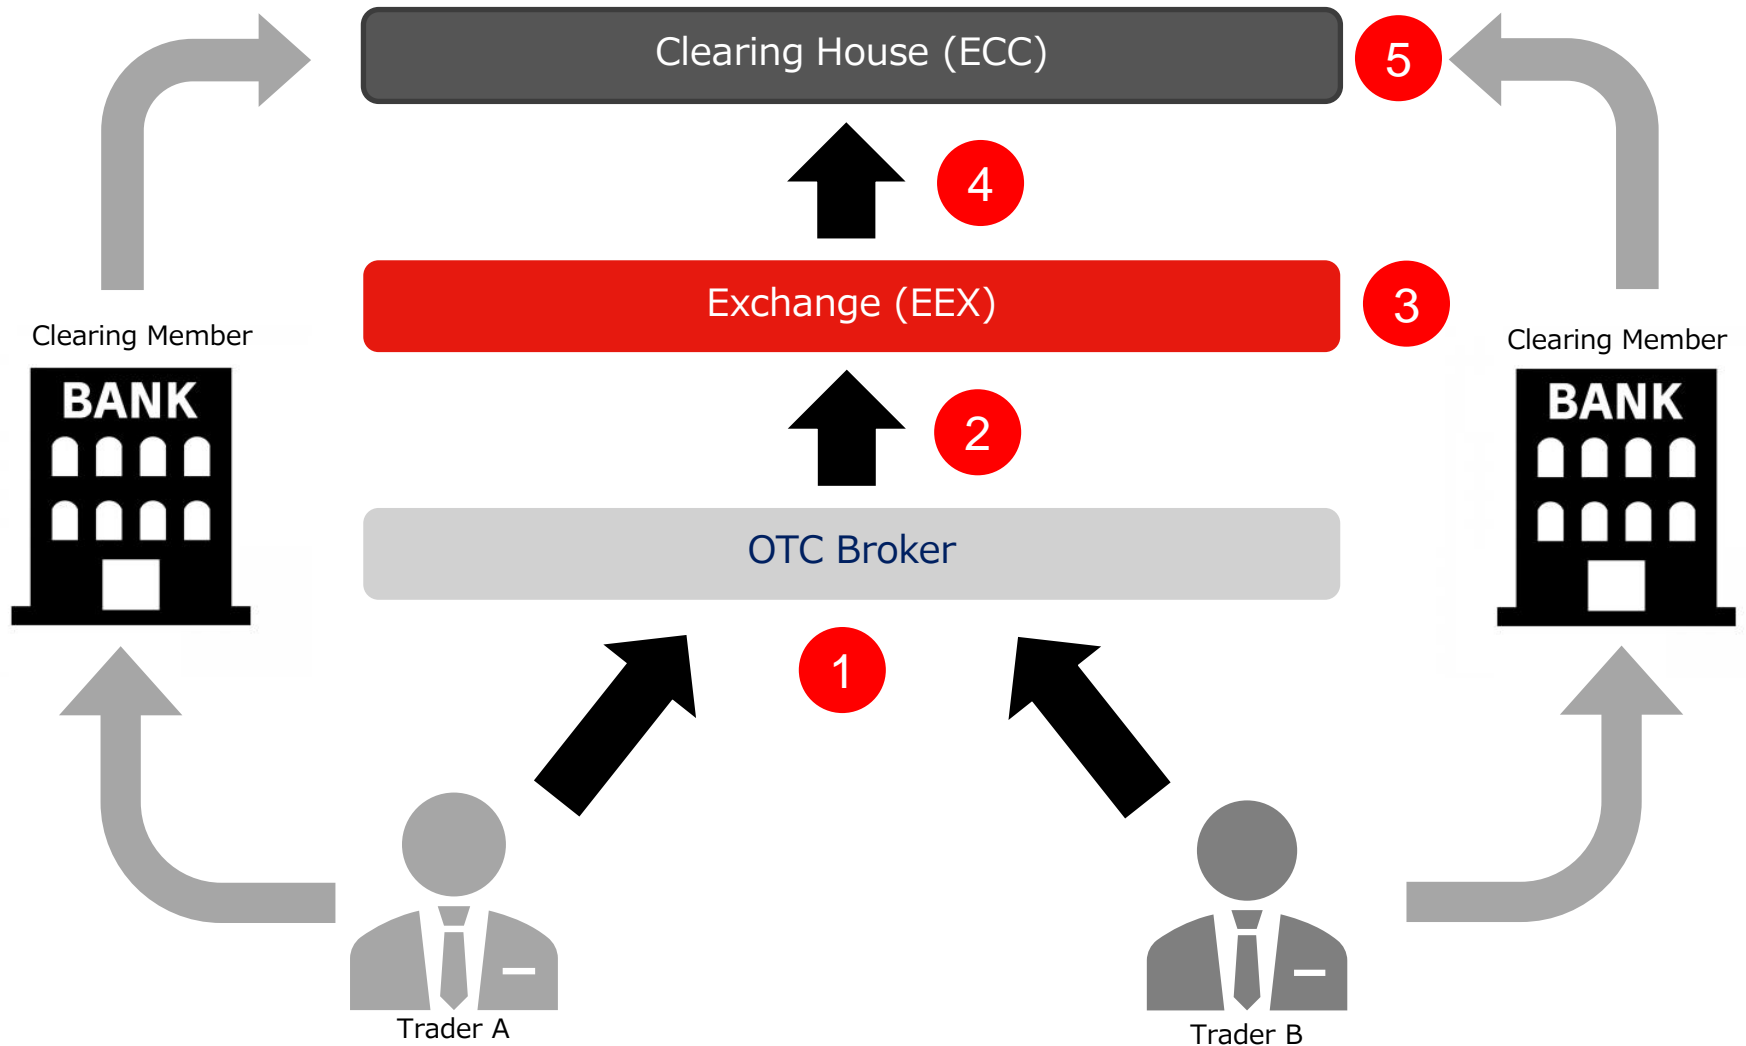 Clearing House (ECC)
5
4
Exchange (EEX)
3
Clearing Member
Clearing Member
BANK
BANK
2
OTC Broker
1
Trader A
Trader B